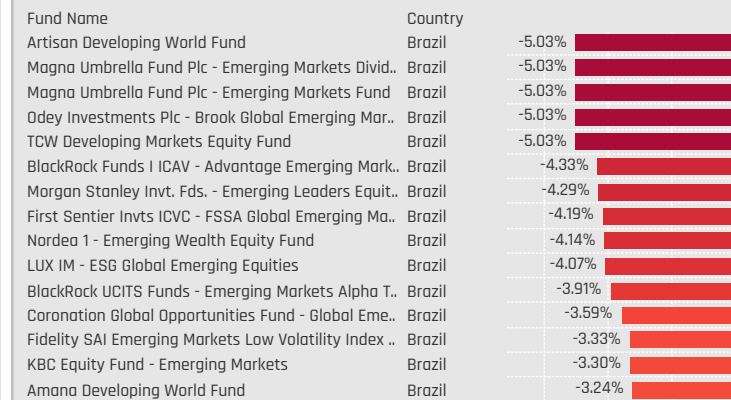 Fund Name Country
Artisan Developing World Fund Brazil -5.03%
Magna Umbrella Fund Plc - Emerging Markets Divid.. Brazil -5.03%
Magna Umbrella Fund Plc - Emerging Markets Fund Brazil -5.03%
Odey Investments Plc - Brook Global Emerging Mar.. Brazil -5.03%
TCW Developing Markets Equity Fund Brazil -5.03%
BlackRock Funds I ICAV - Advantage Emerging Mark.. Brazil -4.33%
Morgan Stanley Invt. Fds. - Emerging Leaders Equit.. Brazil -4.29%
First Sentier Invts ICVC - FSSA Global Emerging Ma.. Brazil -4.19%
Nordea 1 - Emerging Wealth Equity Fund Brazil -4.14%
LUX IM - ESG Global Emerging Equities Brazil -4.07%
BlackRock UCITS Funds - Emerging Markets Alpha T.. Brazil -3.91%
Coronation Global Opportunities Fund - Global Eme.. Brazil -3.59%
Fidelity SAI Emerging Markets Low Volatility Index .. Brazil -3.33%
KBC Equity Fund - Emerging Markets Brazil -3.30%
Amana Developing World Fund Brazil -3.24%